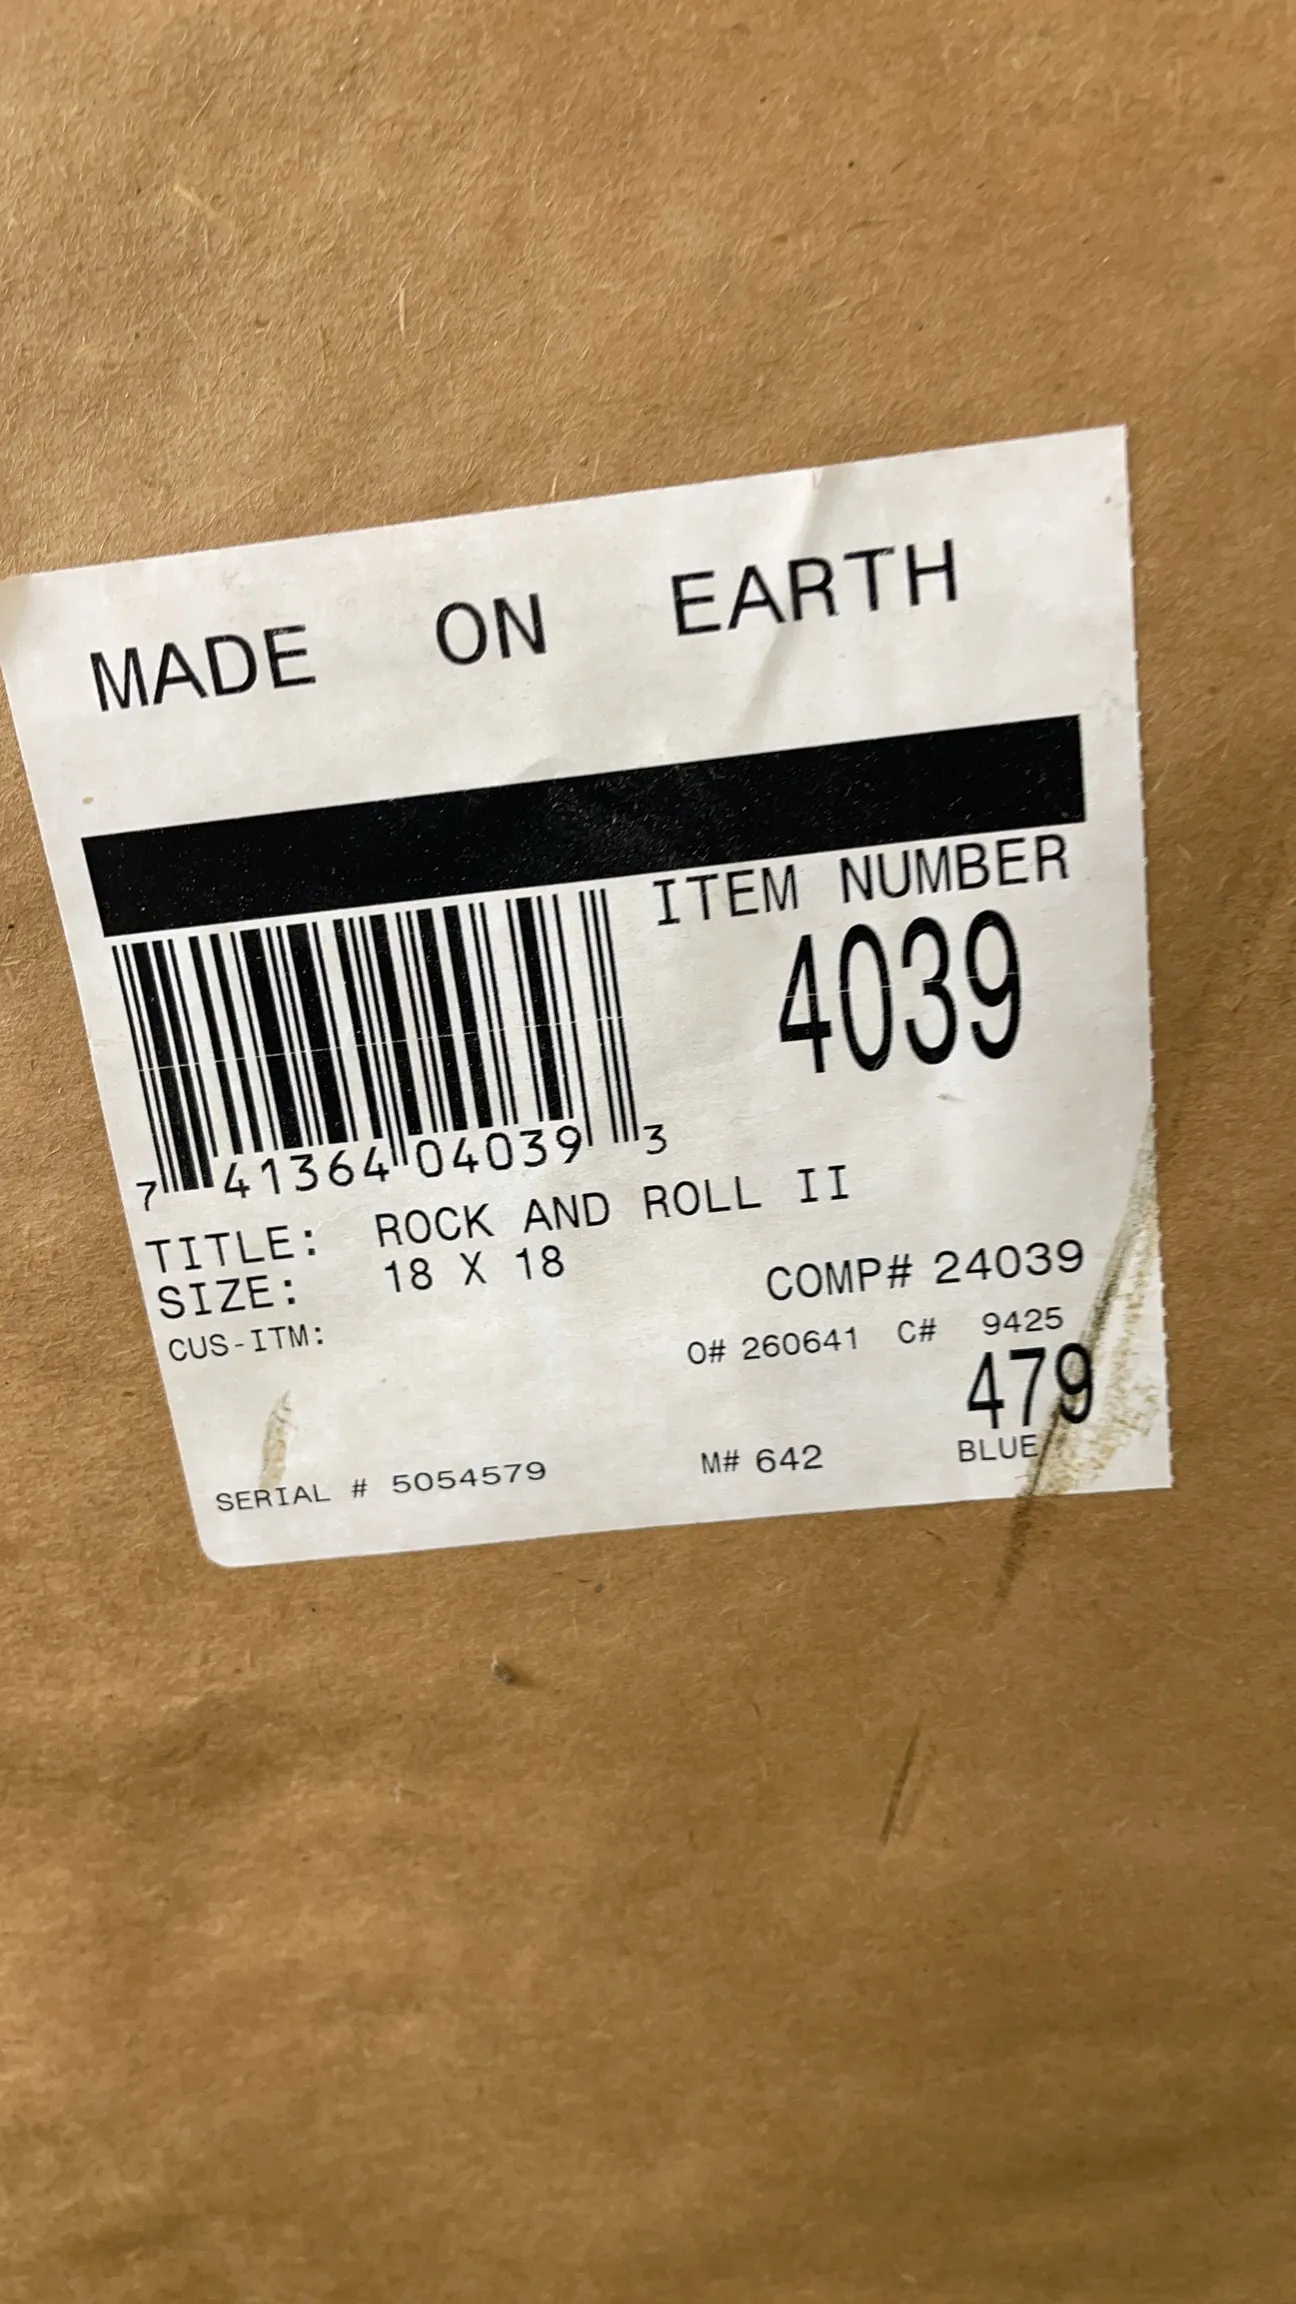 MADE ON EARTH
ITEM NUMBER
4039
7 41364 04039 3
TITLE: ROCK AND ROLL II
SIZE: 18 X 18
COMP# 24039
CUS-ITM:
O# 260641 C# 9425
479
SERIAL # 5054579 M# 642 BLUE